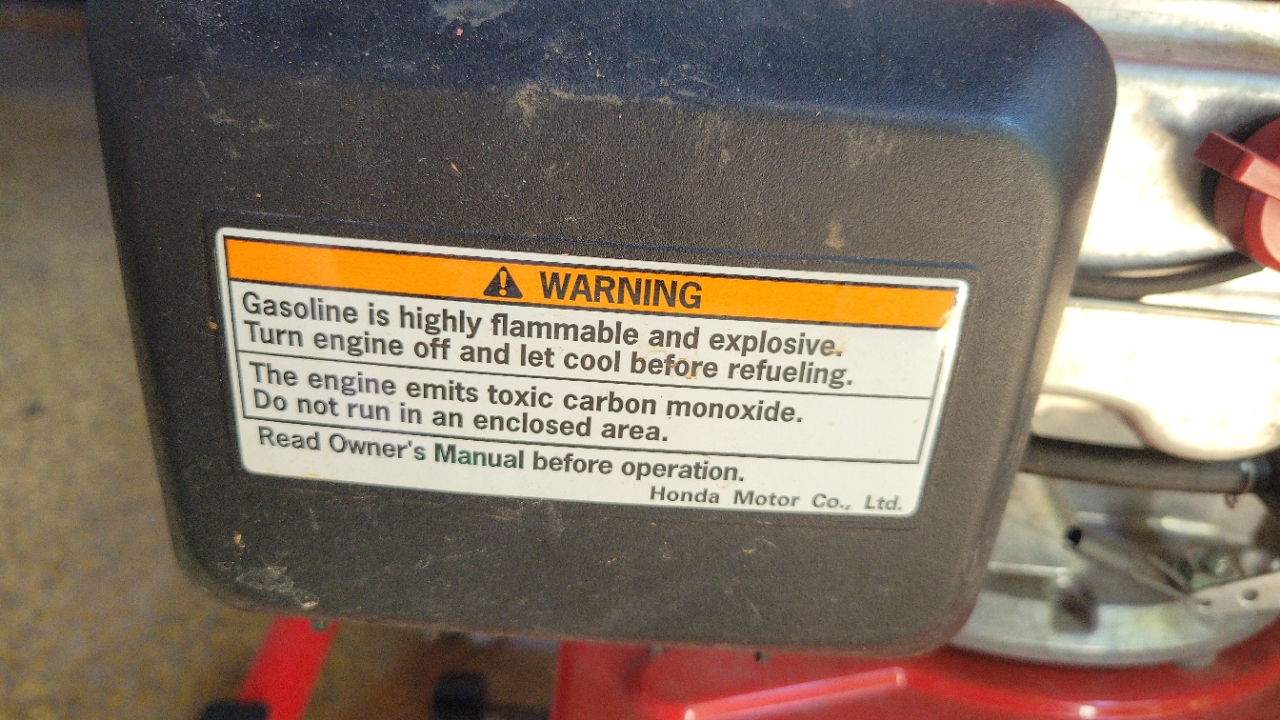 WARNING
Gasoline is highly flammable and explosive.
Turn engine off and let cool before refueling.
The engine emits toxic carbon monoxide.
Do not run in an enclosed area.
Read Owner's Manual before operation.
Honda Motor Co., Ltd.